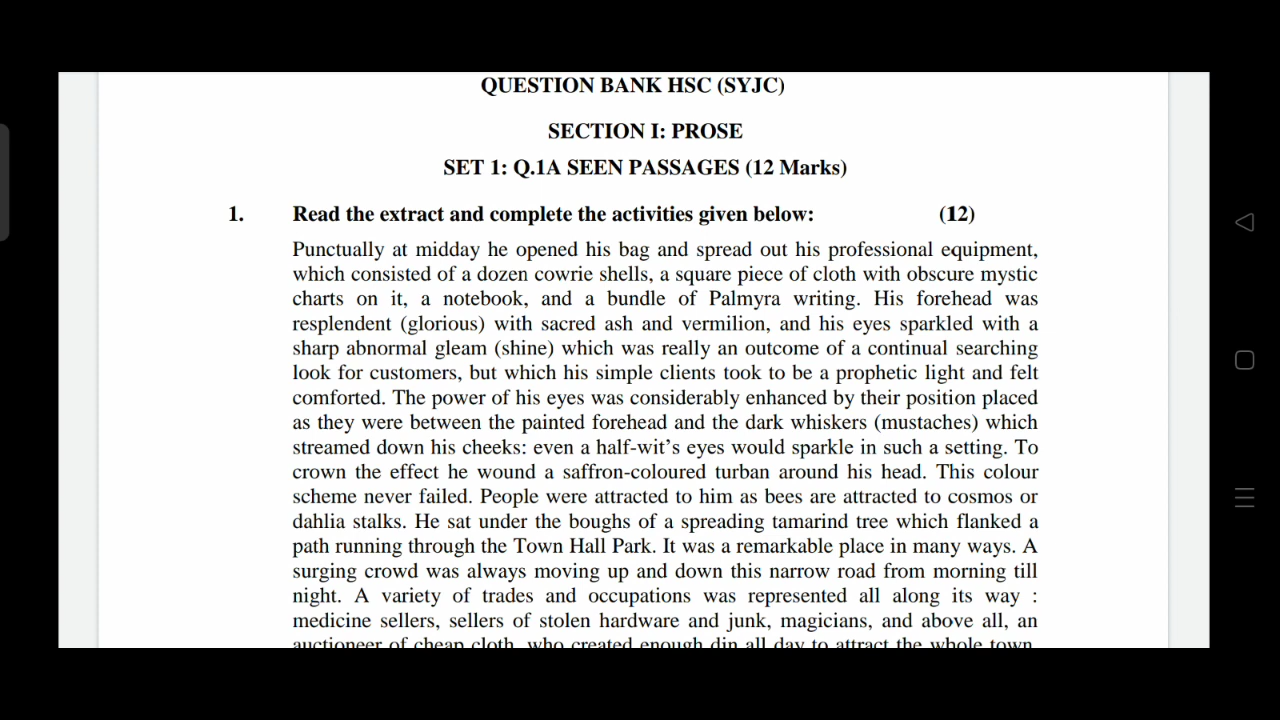 QUESTION BANK HSC (SYJC)
SECTION I: PROSE
SET 1: Q.1A SEEN PASSAGES (12 Marks)
1. Read the extract and complete the activities given below: (12)
Punctually at midday he opened his bag and spread out his professional equipment,
which consisted of a dozen cowrie shells, a square piece of cloth with obscure mystic
charts on it, a notebook, and a bundle of Palmyra writing. His forehead was
resplendent (glorious) with sacred ash and vermilion, and his eyes sparkled with a
sharp abnormal gleam (shine) which was really an outcome of a continual searching
look for customers, but which his simple clients took to be a prophetic light and felt
comforted. The power of his eyes was considerably enhanced by their position placed
as they were between the painted forehead and the dark whiskers (mustaches) which
streamed down his cheeks: even a half-wit's eyes would sparkle in such a setting. To
crown the effect he wound a saffron-coloured turban around his head. This colour
scheme never failed. People were attracted to him as bees are attracted to cosmos or
dahlia stalks. He sat under the boughs of a spreading tamarind tree which flanked a
path running through the Town Hall Park. It was a remarkable place in many ways. A
surging crowd was always moving up and down this narrow road from morning till
night. A variety of trades and occupations was represented all along its way :
medicine sellers, sellers of stolen hardware and junk, magicians, and above all, an
auctioneer of cheap cloth, who created enough din all day to attract the whole town.